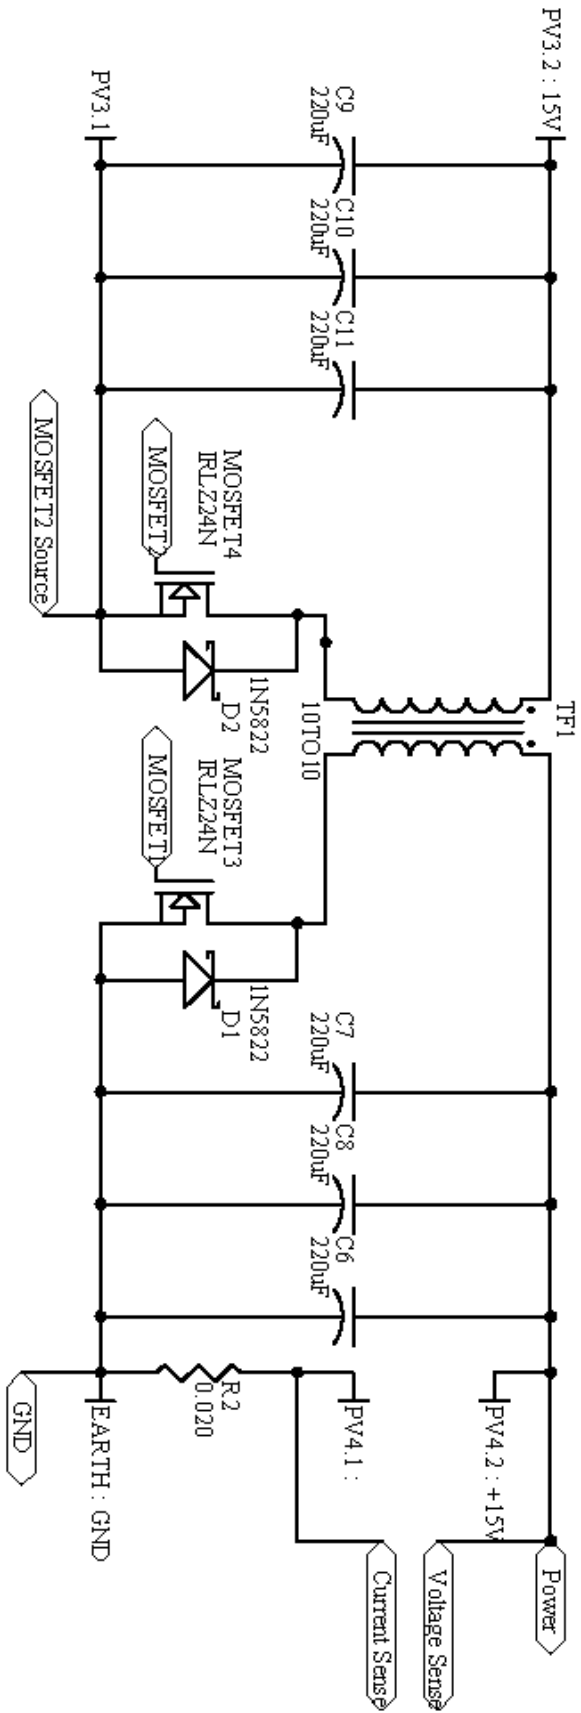 PV3.2 : 15V
PV3.1
C9
220uF
C10
220uF
C11
220uF
MOSFET2 Source
MOSFET4
IRLZ24N
MOSFET2
1N5822
D2
TF1
10TO10
MOSFET3
IRLZ24N
MOSFET1
1N5822
D1
C7
220uF
C8
220uF
C6
220uF
R2
0.020
PV4.1 :
PV4.2 : +15V
EARTH : GND
GND
Power
Voltage Sense
Current Sense